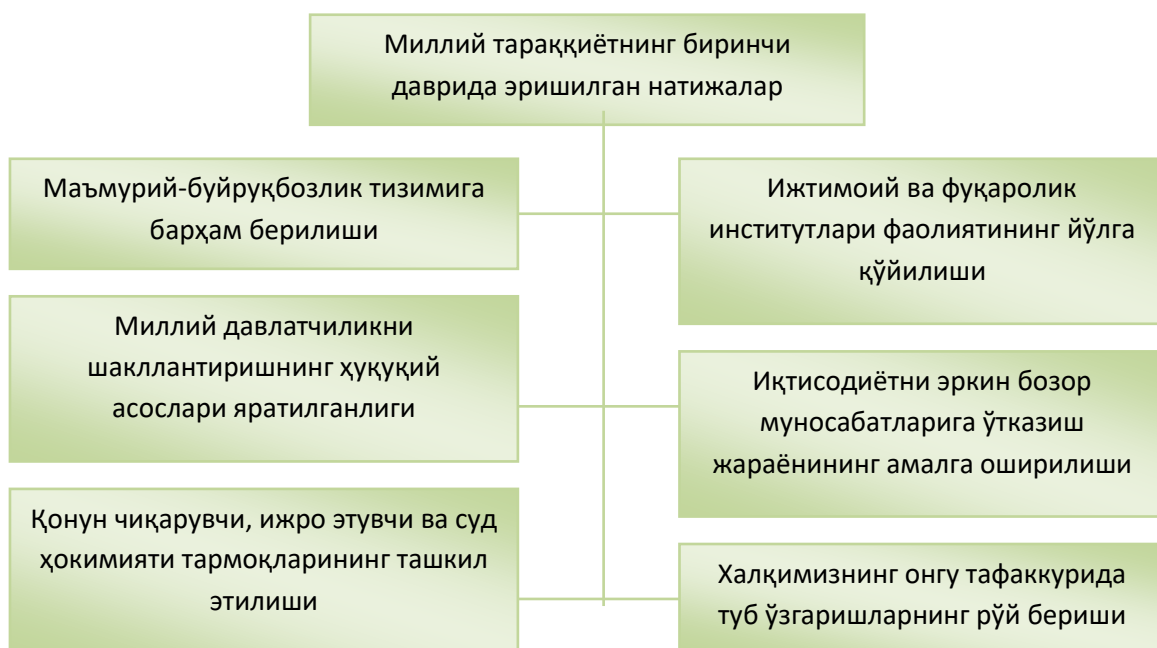 Миллий тараққиётнинг биринчи
даврида эришилган натижалар
Маъмурий-буйруқбозлик тизимига
барҳам берилиши
Ижтимоий ва фуқаролик
институтлари фаолиятининг йўлга
қўйилиши
Миллий давлатчиликни
шакллантиришнинг ҳуқуқий
асослари яратилганлиги
Иқтисодиётни эркин бозор
муносабатларига ўтказиш
жараёнининг амалга оширилиши
Қонун чиқарувчи, ижро этувчи ва суд
ҳокимияти тармоқларининг ташкил
этилиши
Халқимизнинг онгу тафаккурида
туб ўзгаришларнинг рўй бериши